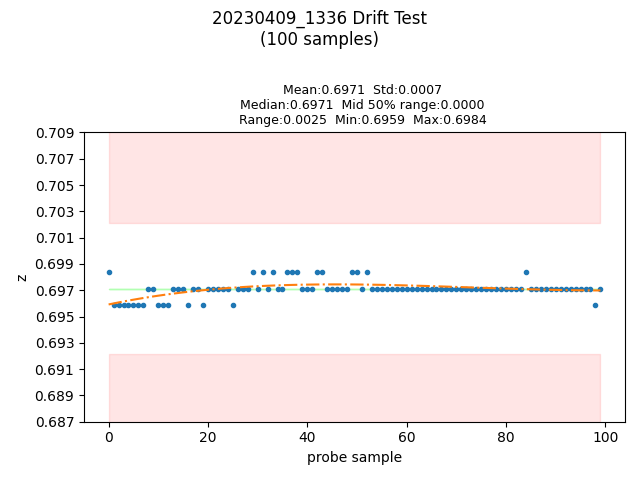 20230409_1336 Drift Test
(100 samples)
Mean:0.6971  Std:0.0007
Median:0.6971  Mid 50% range:0.0000
Range:0.0025  Min:0.6959  Max:0.6984
0.709
0.707
0.705
0.703
0.701
0.699
0.697
0.695
0.693
0.691
0.689
0.687
z
0 20 40 60 80 100
probe sample